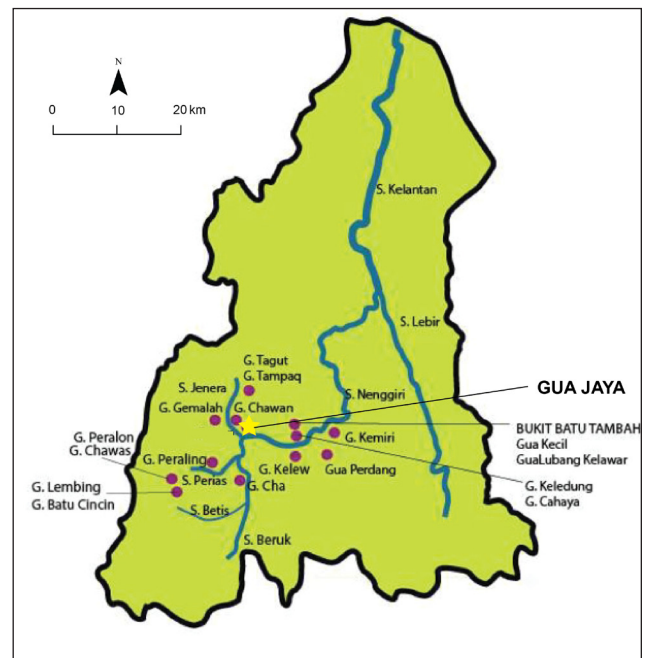 N
0 10 20 km
S. Kelantan
S. Lebir
G. Tagut
G. Tampaq
S. Jenera
S. Nenggiri
GUA JAYA
G. Gemalah
G. Chawan
BUKIT BATU TAMBAH
Gua Kecil
GuaLubang Kelawar
G. Kemiri
G. Peralon
G. Chawas
G. Peraling
G. Kelew
Gua Perdang
S. Perias
G. Cha
G. Keledung
G. Cahaya
G. Lembing
G. Batu Cincin
S. Betis
S. Beruk